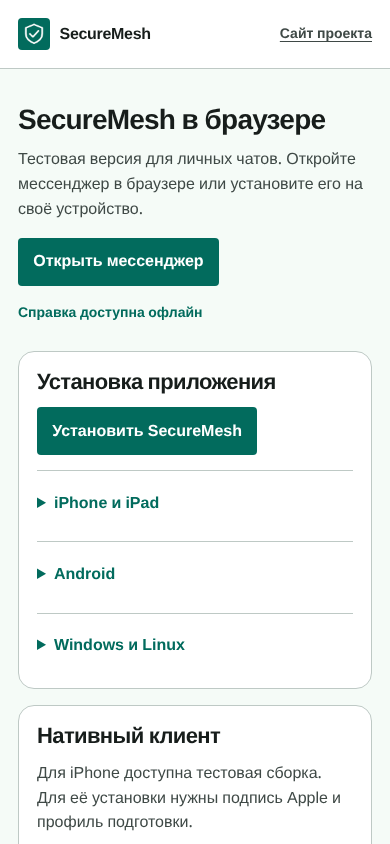 SecureMesh
Сайт проекта
SecureMesh в браузере
Тестовая версия для личных чатов. Откройте
мессенджер в браузере или установите его на
своё устройство.
Открыть мессенджер
Справка доступна офлайн
Установка приложения
Установить SecureMesh
iPhone и iPad
Android
Windows и Linux
Нативный клиент
Для iPhone доступна тестовая сборка.
Для её установки нужны подпись Apple и
профиль подготовки.